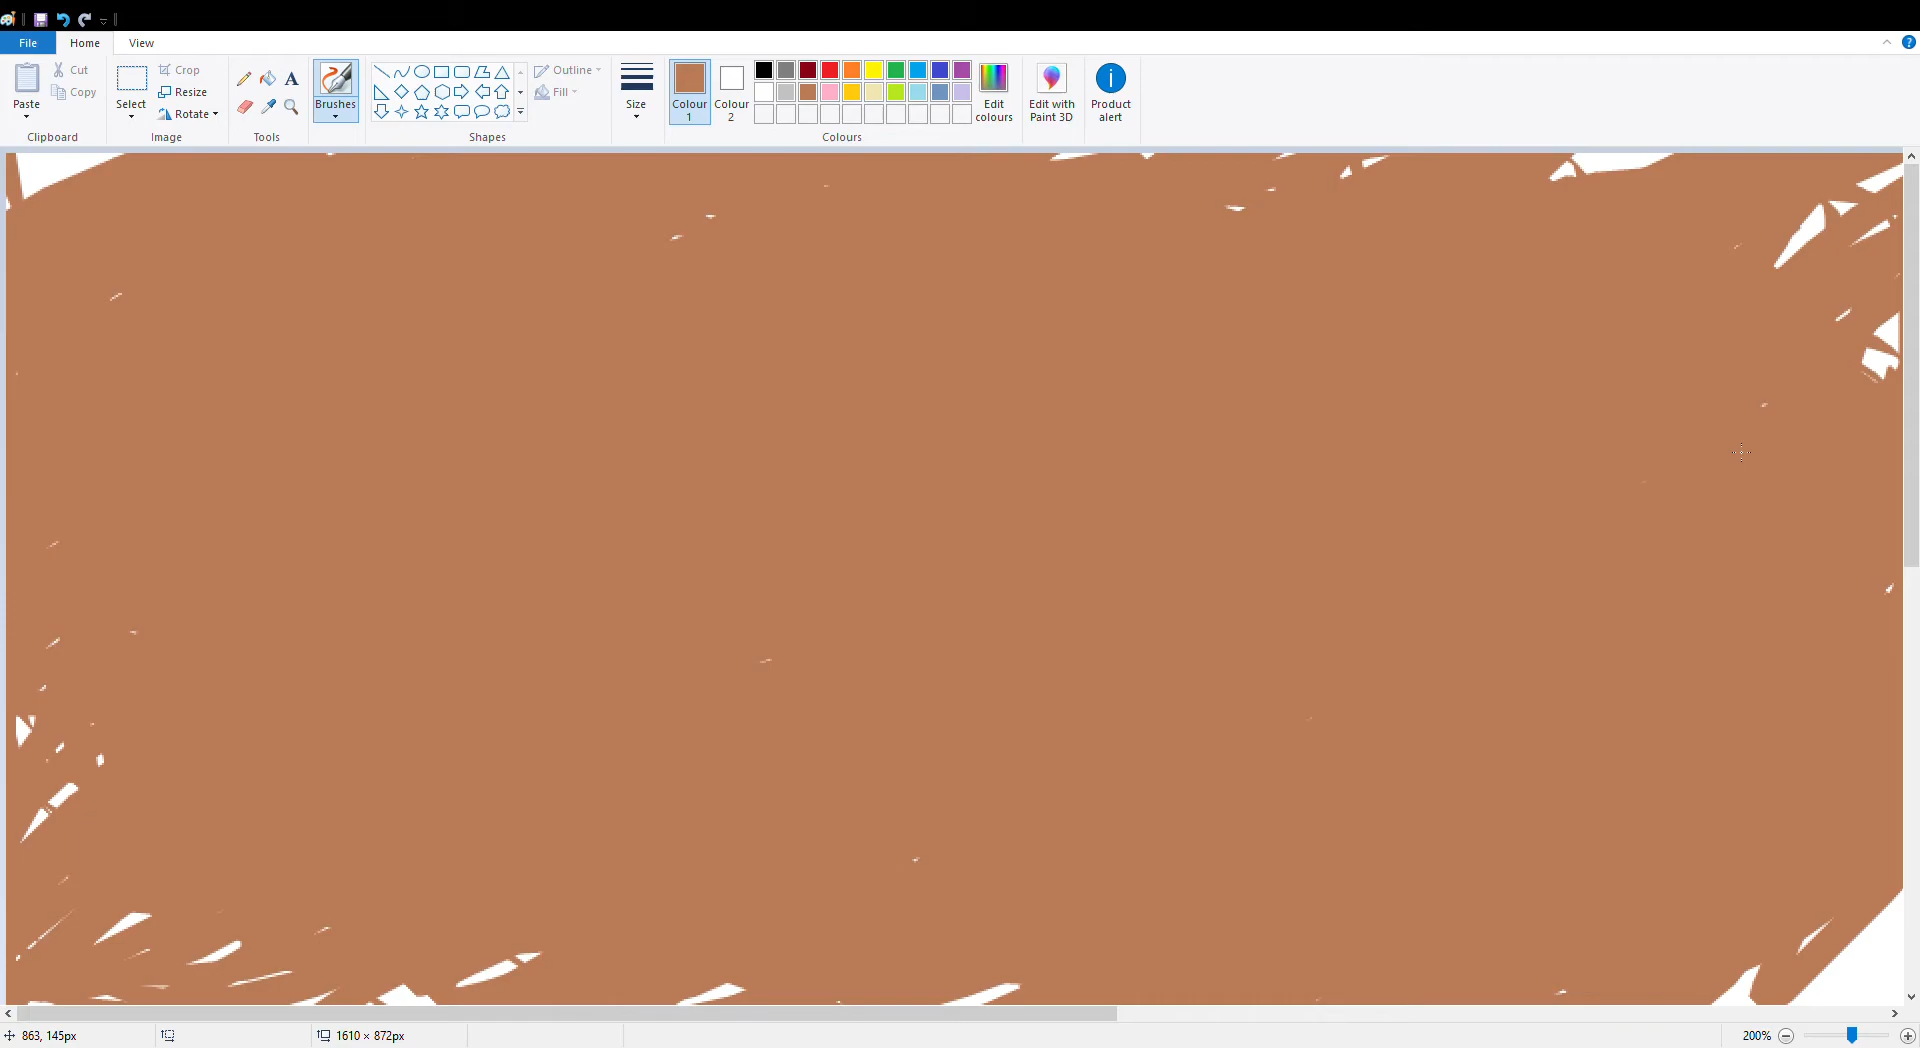 File Home View
Paste Cut Copy Clipboard
Select Crop Resize Rotate Image
A Tools
Brushes
Outline Fill Shapes
Size
Colour 1 Colour 2 Edit colours Colours
Edit with Paint 3D
Product alert
863, 145px 1610 × 872px 200%